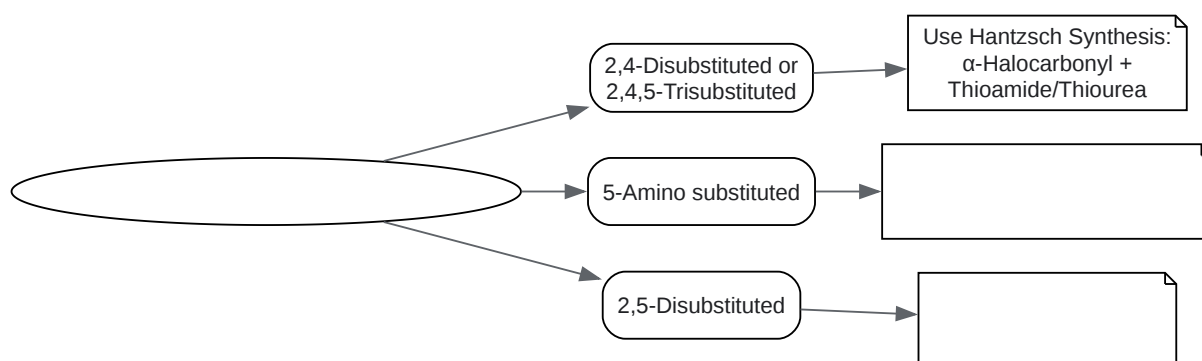 2,4-Disubstituted or
2,4,5-Trisubstituted
Use Hantzsch Synthesis:
α-Halocarbonyl +
Thioamide/Thiourea
5-Amino substituted
2,5-Disubstituted